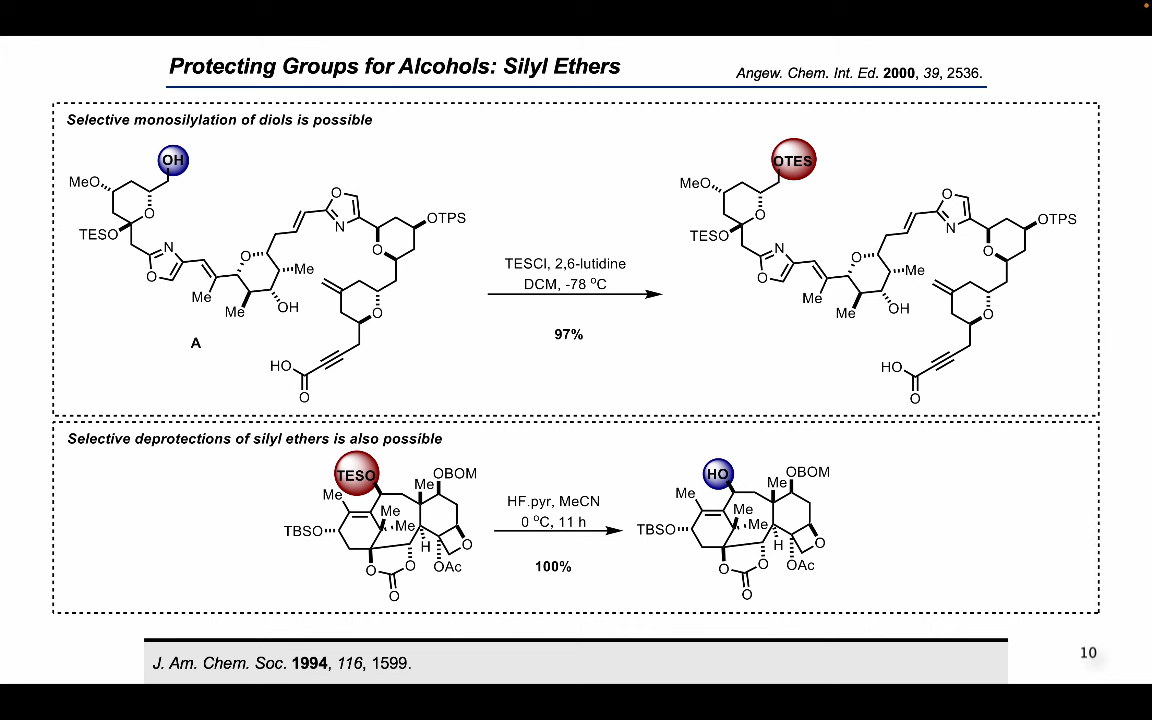 Protecting Groups for Alcohols: Silyl Ethers
Angew. Chem. Int. Ed. 2000, 39, 2536.
Selective monosilylation of diols is possible
OH
MeO
O
TESO
N
O
Me
O
Me
Me
OH
O
N
O
OTPS
O
HO
O
A
TESCl, 2,6-lutidine
DCM, -78 °C
97%
OTES
MeO
O
TESO
N
O
Me
O
Me
Me
OH
O
N
O
OTPS
O
HO
O
Selective deprotections of silyl ethers is also possible
TESO
OBOM
Me
Me
Me
Me
TBSO
H
O
O
O
OAc
O
HF.pyr, MeCN
0 °C, 11 h
100%
HO
OBOM
Me
Me
Me
Me
TBSO
H
O
O
O
OAc
O
J. Am. Chem. Soc. 1994, 116, 1599.
10